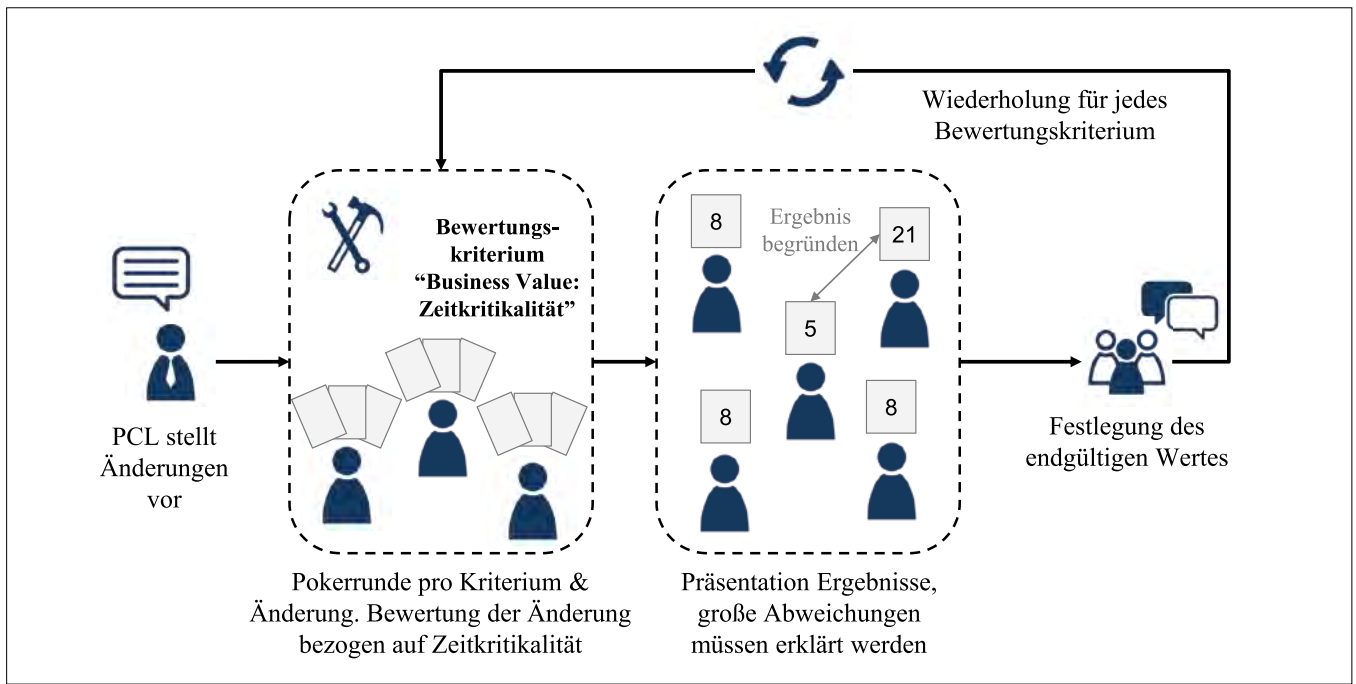 Wiederholung für jedes
Bewertungskriterium
PCL stellt
Änderungen
vor
Bewertungs-
kriterium
“Business Value:
Zeitkritikalität”
Pokerrunde pro Kriterium &
Änderung. Bewertung der Änderung
bezogen auf Zeitkritikalität
8
Ergebnis
begründen
21
5
8
8
Präsentation Ergebnisse,
große Abweichungen
müssen erklärt werden
Festlegung des
endgültigen Wertes